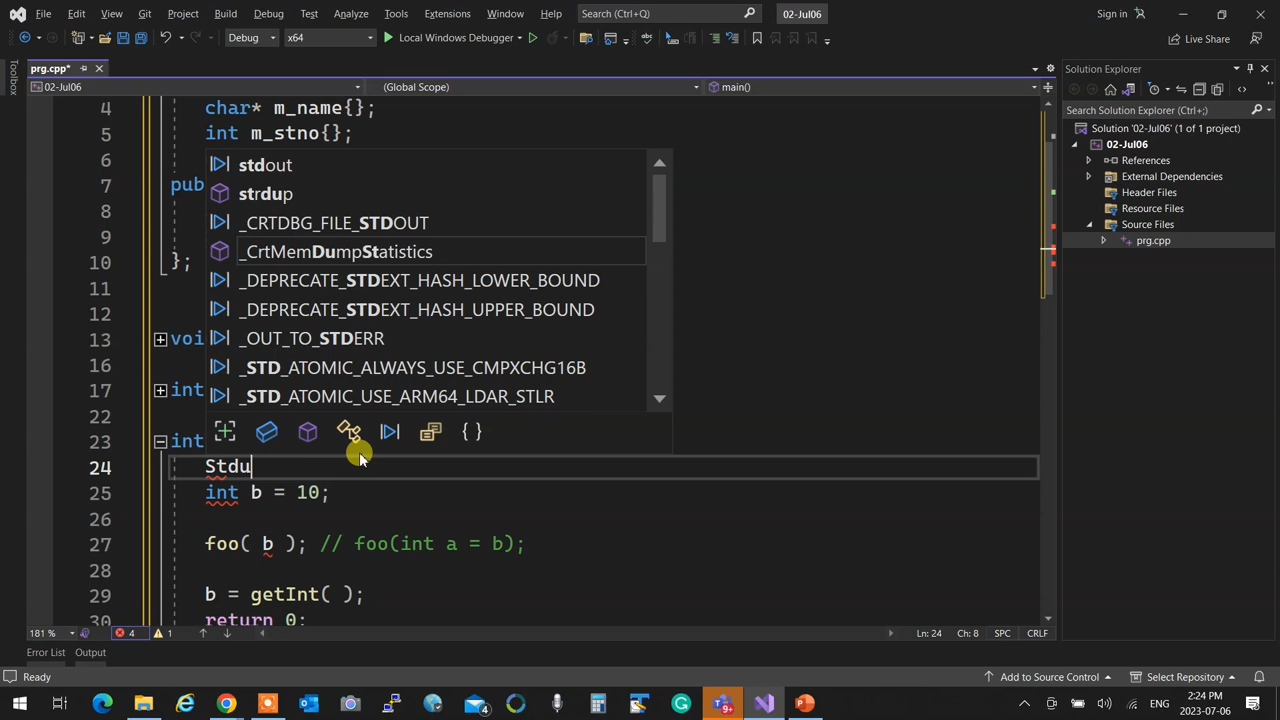 File Edit View Git Project Build Debug Test Analyze Tools Extensions Window Help Search (Ctrl+Q) 02-Jul06 Sign in
Debug x64 Local Windows Debugger Live Share
Toolbox
prg.cpp*
02-Jul06 (Global Scope) main()
4 char* m_name{};
5 int m_stno{};
6
7 pub
8
9
10 };
11
12
13 voi
16
17 int
22
23 int
24 Stdu
25 int b = 10;
26
27 foo( b ); // foo(int a = b);
28
29 b = getInt( );
30 return 0;
stdout
strdup
_CRTDBG_FILE_STDOUT
_CrtMemDumpStatistics
_DEPRECATE_STDEXT_HASH_LOWER_BOUND
_DEPRECATE_STDEXT_HASH_UPPER_BOUND
_OUT_TO_STDERR
_STD_ATOMIC_ALWAYS_USE_CMPXCHG16B
_STD_ATOMIC_USE_ARM64_LDAR_STLR
181 % 4 1 Ln: 24 Ch: 8 SPC CRLF
Solution Explorer
Search Solution Explorer (Ctrl+;)
Solution '02-Jul06' (1 of 1 project)
02-Jul06
References
External Dependencies
Header Files
Resource Files
Source Files
prg.cpp
Error List Output
Ready Add to Source Control Select Repository
4 9+ ENG 2:24 PM
2023-07-06